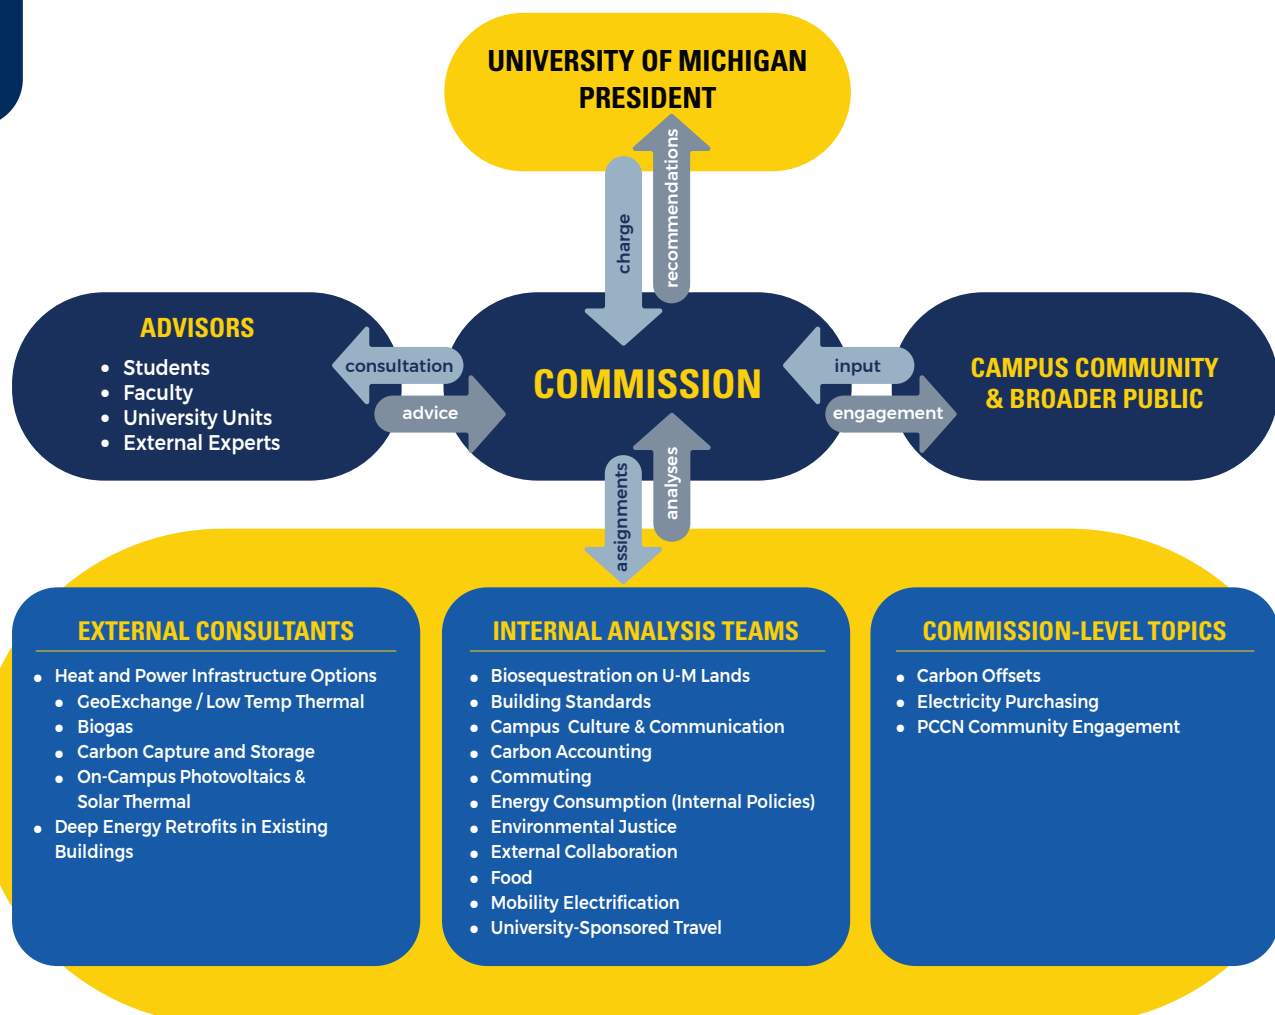 UNIVERSITY OF MICHIGAN
PRESIDENT
charge
recommendations
ADVISORS
• Students
• Faculty
• University Units
• External Experts
consultation
advice
COMMISSION
input
engagement
CAMPUS COMMUNITY
& BROADER PUBLIC
assignments
analyses
EXTERNAL CONSULTANTS
• Heat and Power Infrastructure Options
• GeoExchange / Low Temp Thermal
• Biogas
• Carbon Capture and Storage
• On-Campus Photovoltaics &
Solar Thermal
• Deep Energy Retrofits in Existing
Buildings
INTERNAL ANALYSIS TEAMS
• Biosequestration on U-M Lands
• Building Standards
• Campus Culture & Communication
• Carbon Accounting
• Commuting
• Energy Consumption (Internal Policies)
• Environmental Justice
• External Collaboration
• Food
• Mobility Electrification
• University-Sponsored Travel
COMMISSION-LEVEL TOPICS
• Carbon Offsets
• Electricity Purchasing
• PCCN Community Engagement